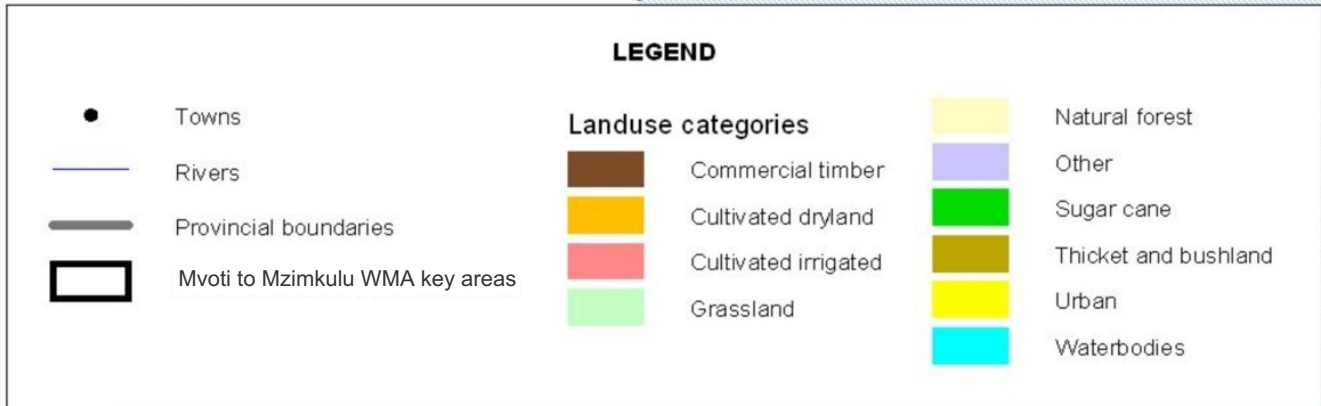 LEGEND
Towns
Rivers
Provincial boundaries
Mvoti to Mzimkulu WMA key areas
Landuse categories
Commercial timber
Cultivated dryland
Cultivated irrigated
Grassland
Natural forest
Other
Sugar cane
Thicket and bushland
Urban
Waterbodies